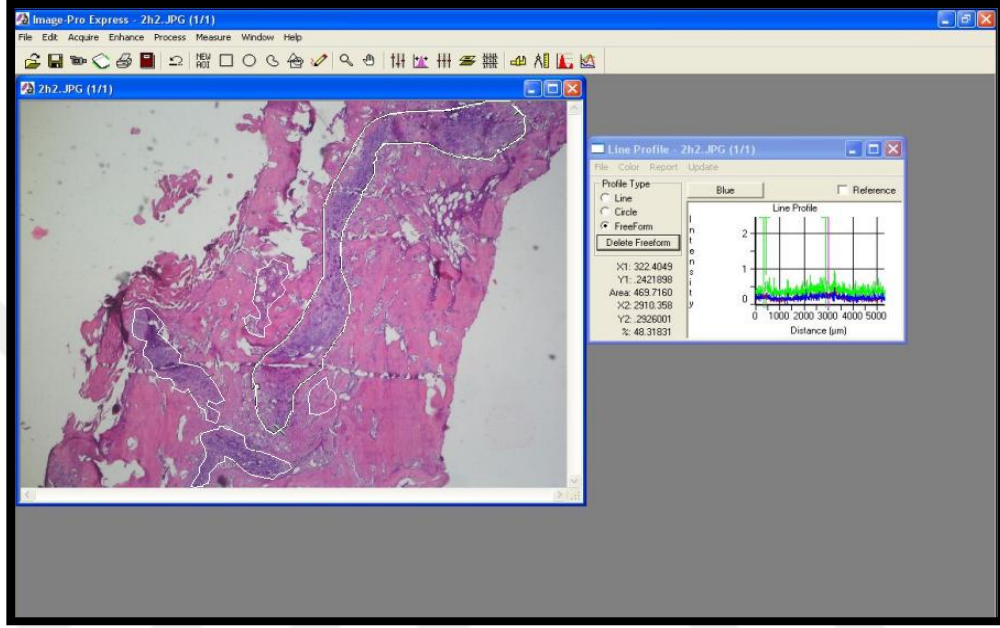 Image-Pro Express - 2h2.JPG (1/1)
File Edit Acquire Enhance Process Measure Window Help
NEW
AOI
2h2.JPG (1/1)
Line Profile - 2h2.JPG (1/1)
File Color Report Update
Profile Type
Line
Circle
FreeForm
Delete Freeform
X1: 322.4049
Y1: .2421898
Area: 469.7160
X2: 2910.358
Y2: .2926001
%: 48.31831
Blue
Reference
Line Profile
Intensity
2
1
0
0 1000 2000 3000 4000 5000
Distance (µm)